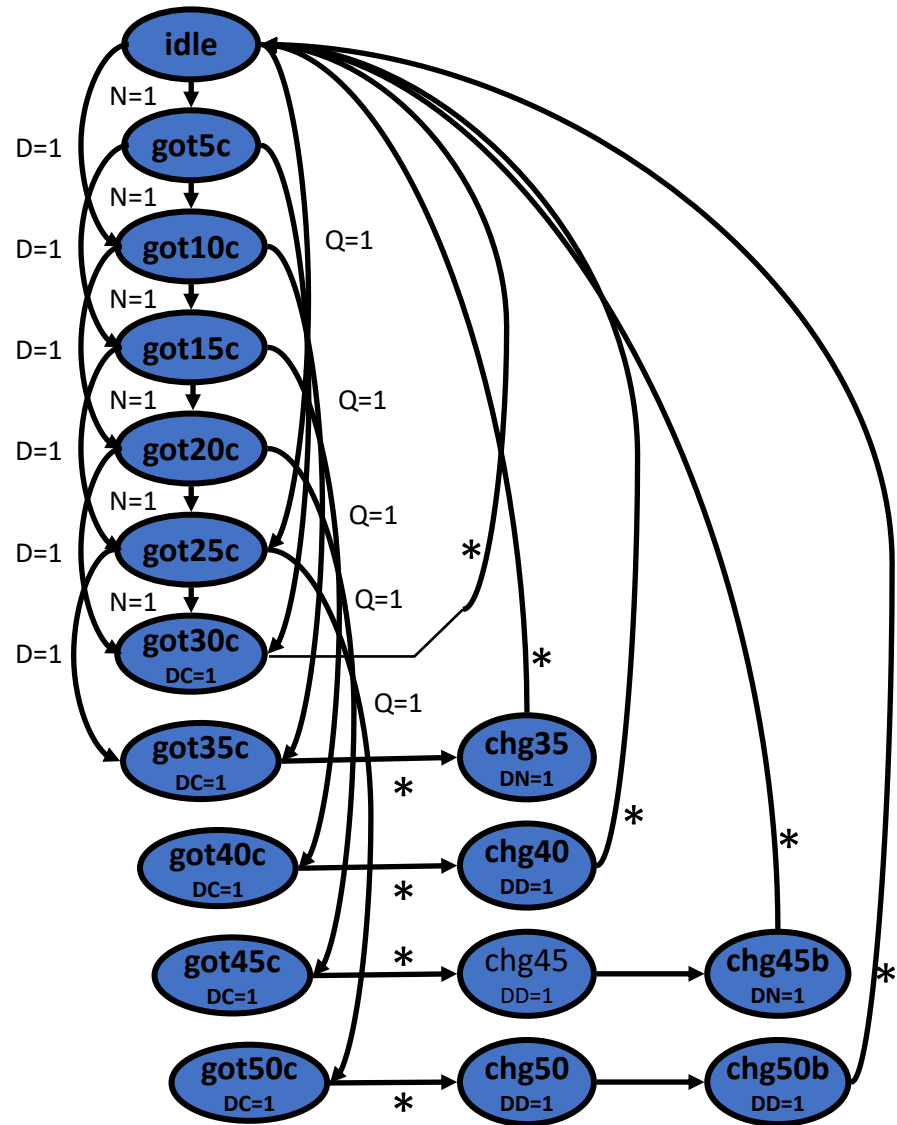 idle
N=1
D=1
got5c
N=1
D=1
got10c
Q=1
N=1
D=1
got15c
N=1
Q=1
D=1
got20c
N=1
Q=1
D=1
got25c
*
N=1
Q=1
D=1
got30c
DC=1
*
Q=1
got35c
DC=1
*
chg35
DN=1
*
*
got40c
DC=1
*
chg40
DD=1
got45c
DC=1
*
chg45
DD=1
chg45b
DN=1
*
got50c
DC=1
*
chg50
DD=1
chg50b
DD=1